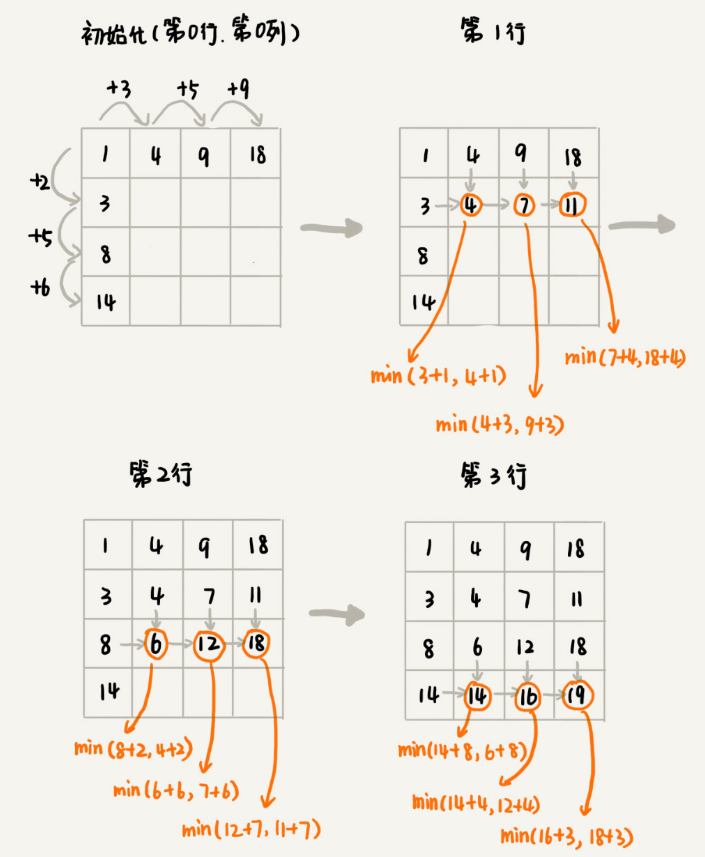 初始化(第0行.第0列)
第1行
+3 +5 +9
1 4 9 18
+2
3
+5
8
+6
14
1 4 9 18
3 4 7 11
8
14
min(3+1, 4+1)
min(7+4, 18+4)
min(4+3, 9+3)
第2行
第3行
1 4 9 18
3 4 7 11
8 6 12 18
14
min(8+2, 4+2)
min(6+6, 7+6)
min(12+7, 11+7)
1 4 9 18
3 4 7 11
8 6 12 18
14 14 16 19
min(14+8, 6+8)
min(14+4, 12+4)
min(16+3, 18+3)